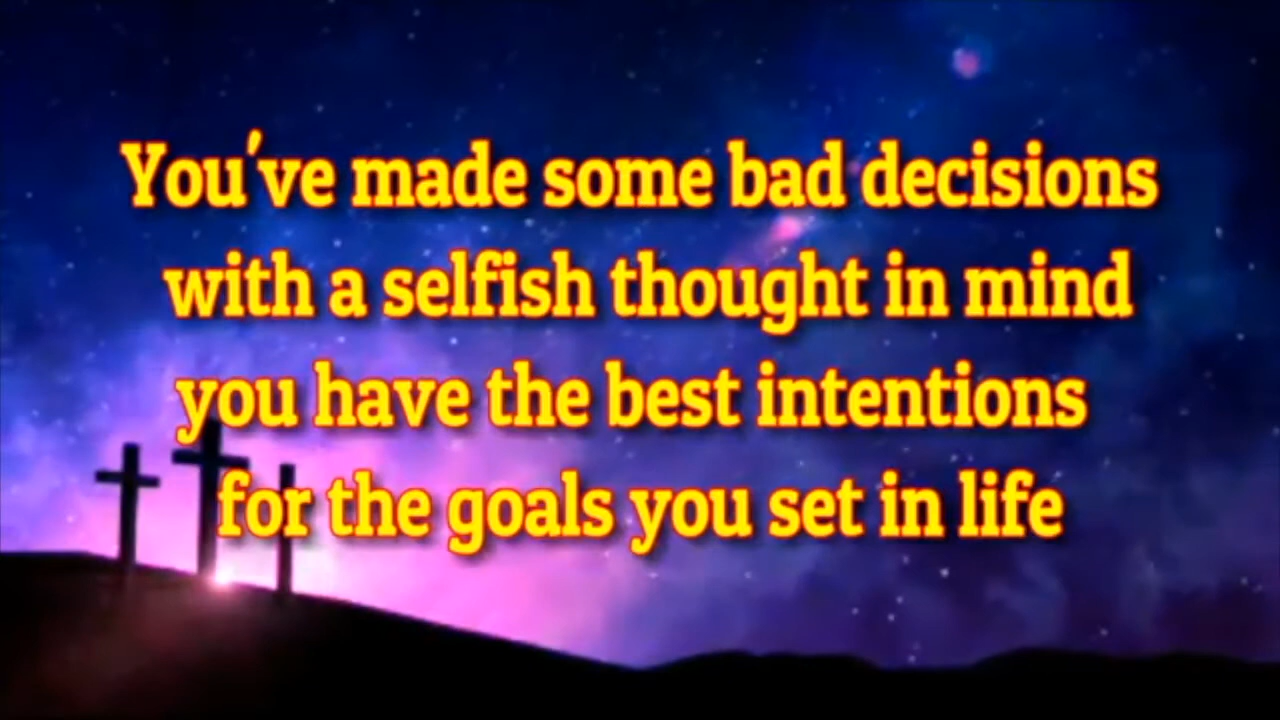 You've made some bad decisions
with a selfish thought in mind
you have the best intentions
for the goals you set in life